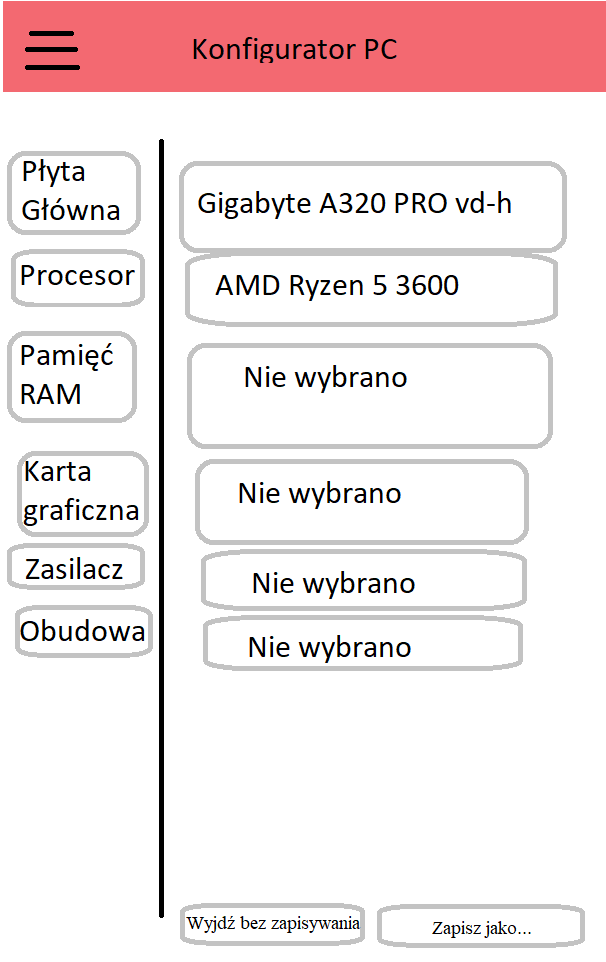 Konfigurator PC
Płyta
Główna
Gigabyte A320 PRO vd-h
Procesor
AMD Ryzen 5 3600
Pamięć
RAM
Nie wybrano
Karta
graficzna
Nie wybrano
Zasilacz
Nie wybrano
Obudowa
Nie wybrano
Wyjdź bez zapisywania
Zapisz jako...